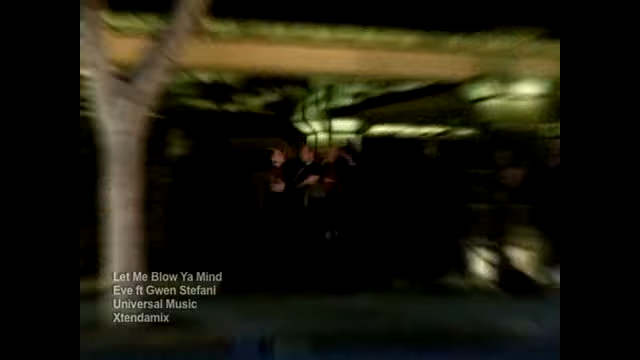 Let Me Blow Ya Mind
Eve ft Gwen Stefani
Universal Music
Xtendamix